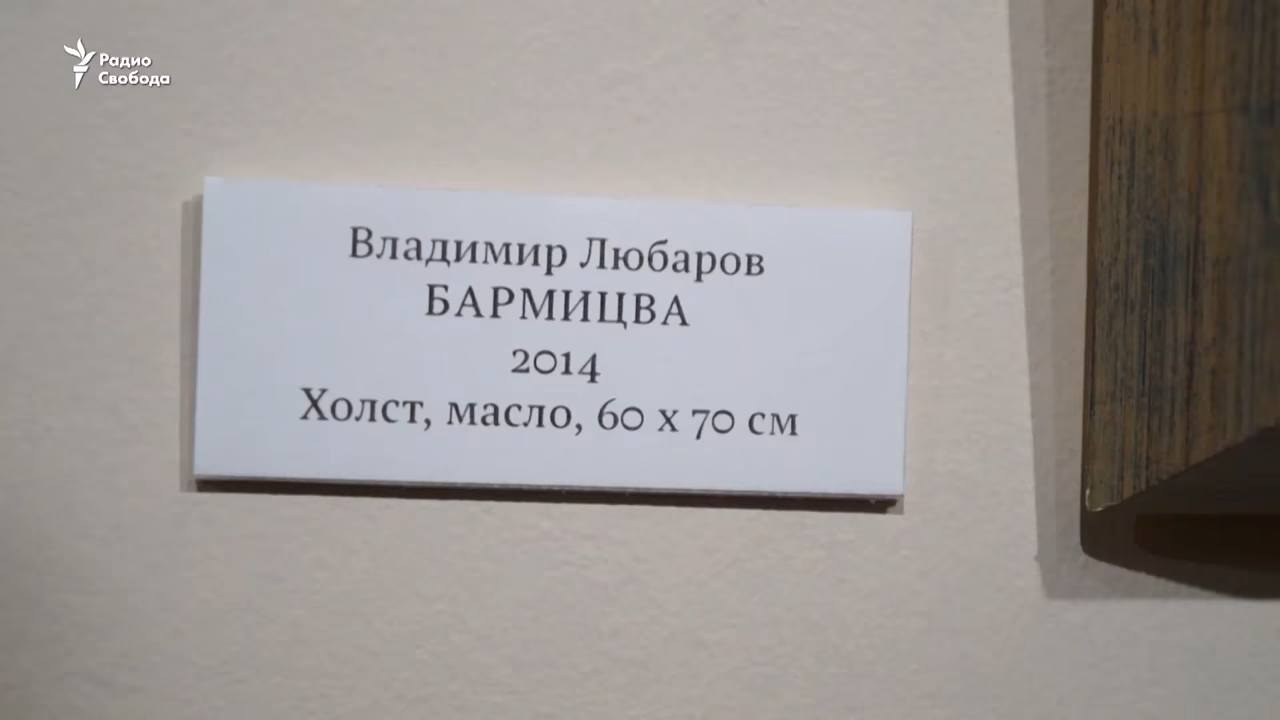 Радио
Свобода
Владимир Любаров
БАРМИЦВА
2014
Холст, масло, 60 х 70 см